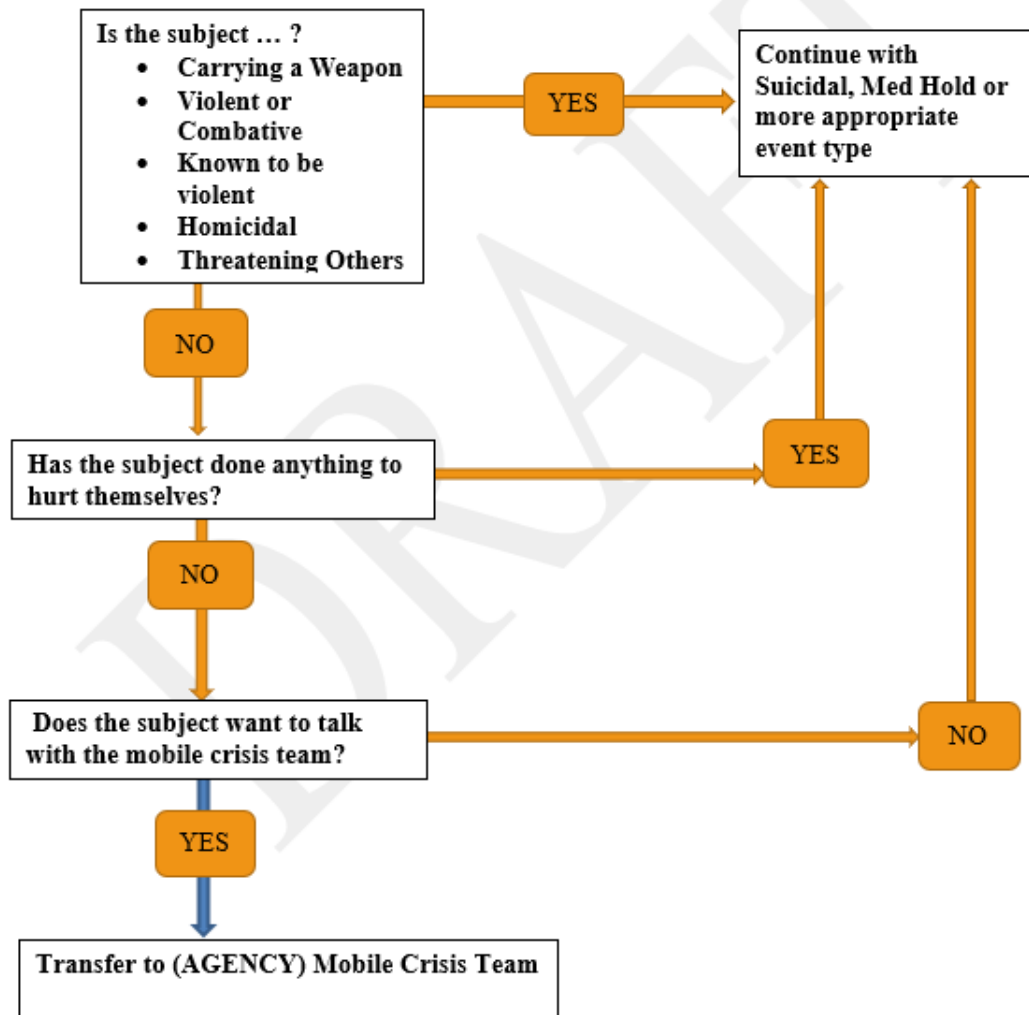 Is the subject … ?
• Carrying a Weapon
• Violent or
Combative
• Known to be
violent
• Homicidal
• Threatening Others
YES
Continue with
Suicidal, Med Hold or
more appropriate
event type
NO
Has the subject done anything to
hurt themselves?
YES
NO
Does the subject want to talk
with the mobile crisis team?
NO
YES
Transfer to (AGENCY) Mobile Crisis Team
DRAFT